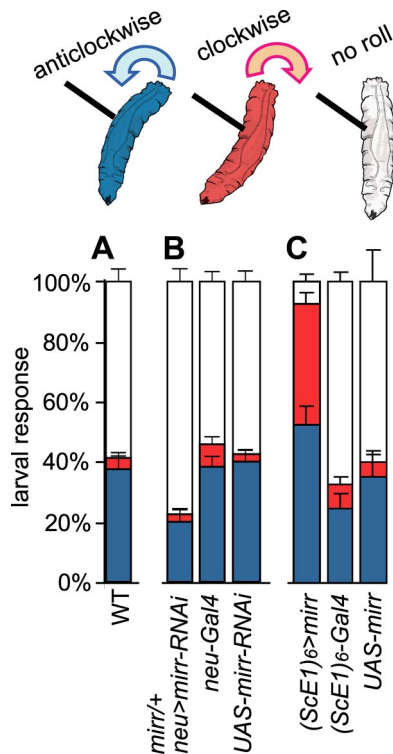 anticlockwise
clockwise
no roll
A
B
C
100%
80%
60%
40%
20%
0%
larval response
WT
mirr/+
neu>mirr-RNAi
neu-Gal4
UAS-mirr-RNAi
(ScE1)6>mirr
(ScE1)6-Gal4
UAS-mirr